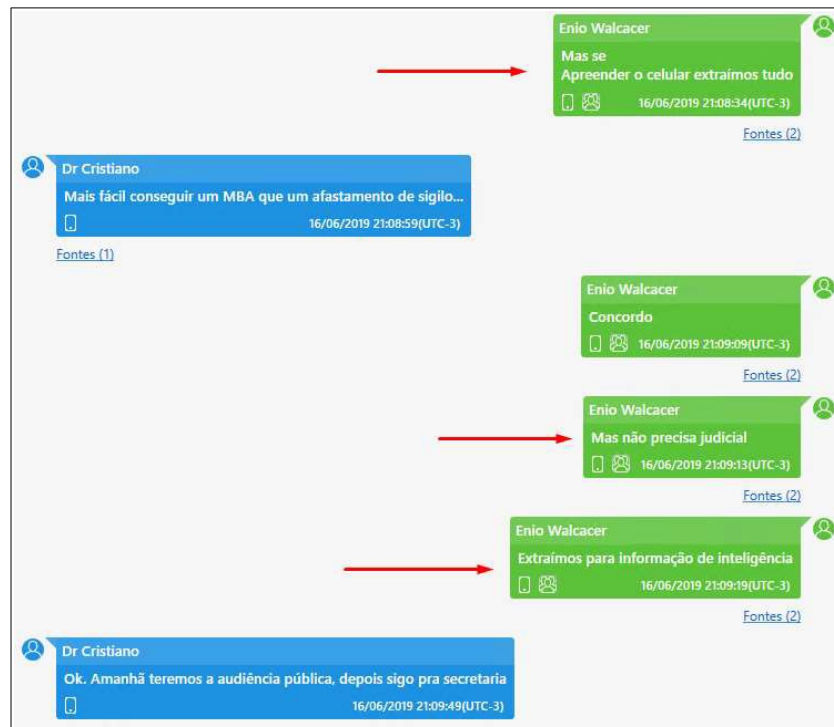 Enio Walcacer
Mas se
Apreender o celular extraímos tudo
16/06/2019 21:08:34(UTC-3)
Fontes (2)
Dr Cristiano
Mais fácil conseguir um MBA que um afastamento de sigilo...
16/06/2019 21:08:59(UTC-3)
Fontes (1)
Enio Walcacer
Concordo
16/06/2019 21:09:09(UTC-3)
Fontes (2)
Enio Walcacer
Mas não precisa judicial
16/06/2019 21:09:13(UTC-3)
Fontes (2)
Enio Walcacer
Extraímos para informação de inteligência
16/06/2019 21:09:19(UTC-3)
Fontes (2)
Dr Cristiano
Ok. Amanhã teremos a audiência pública, depois sigo pra secretaria
16/06/2019 21:09:49(UTC-3)